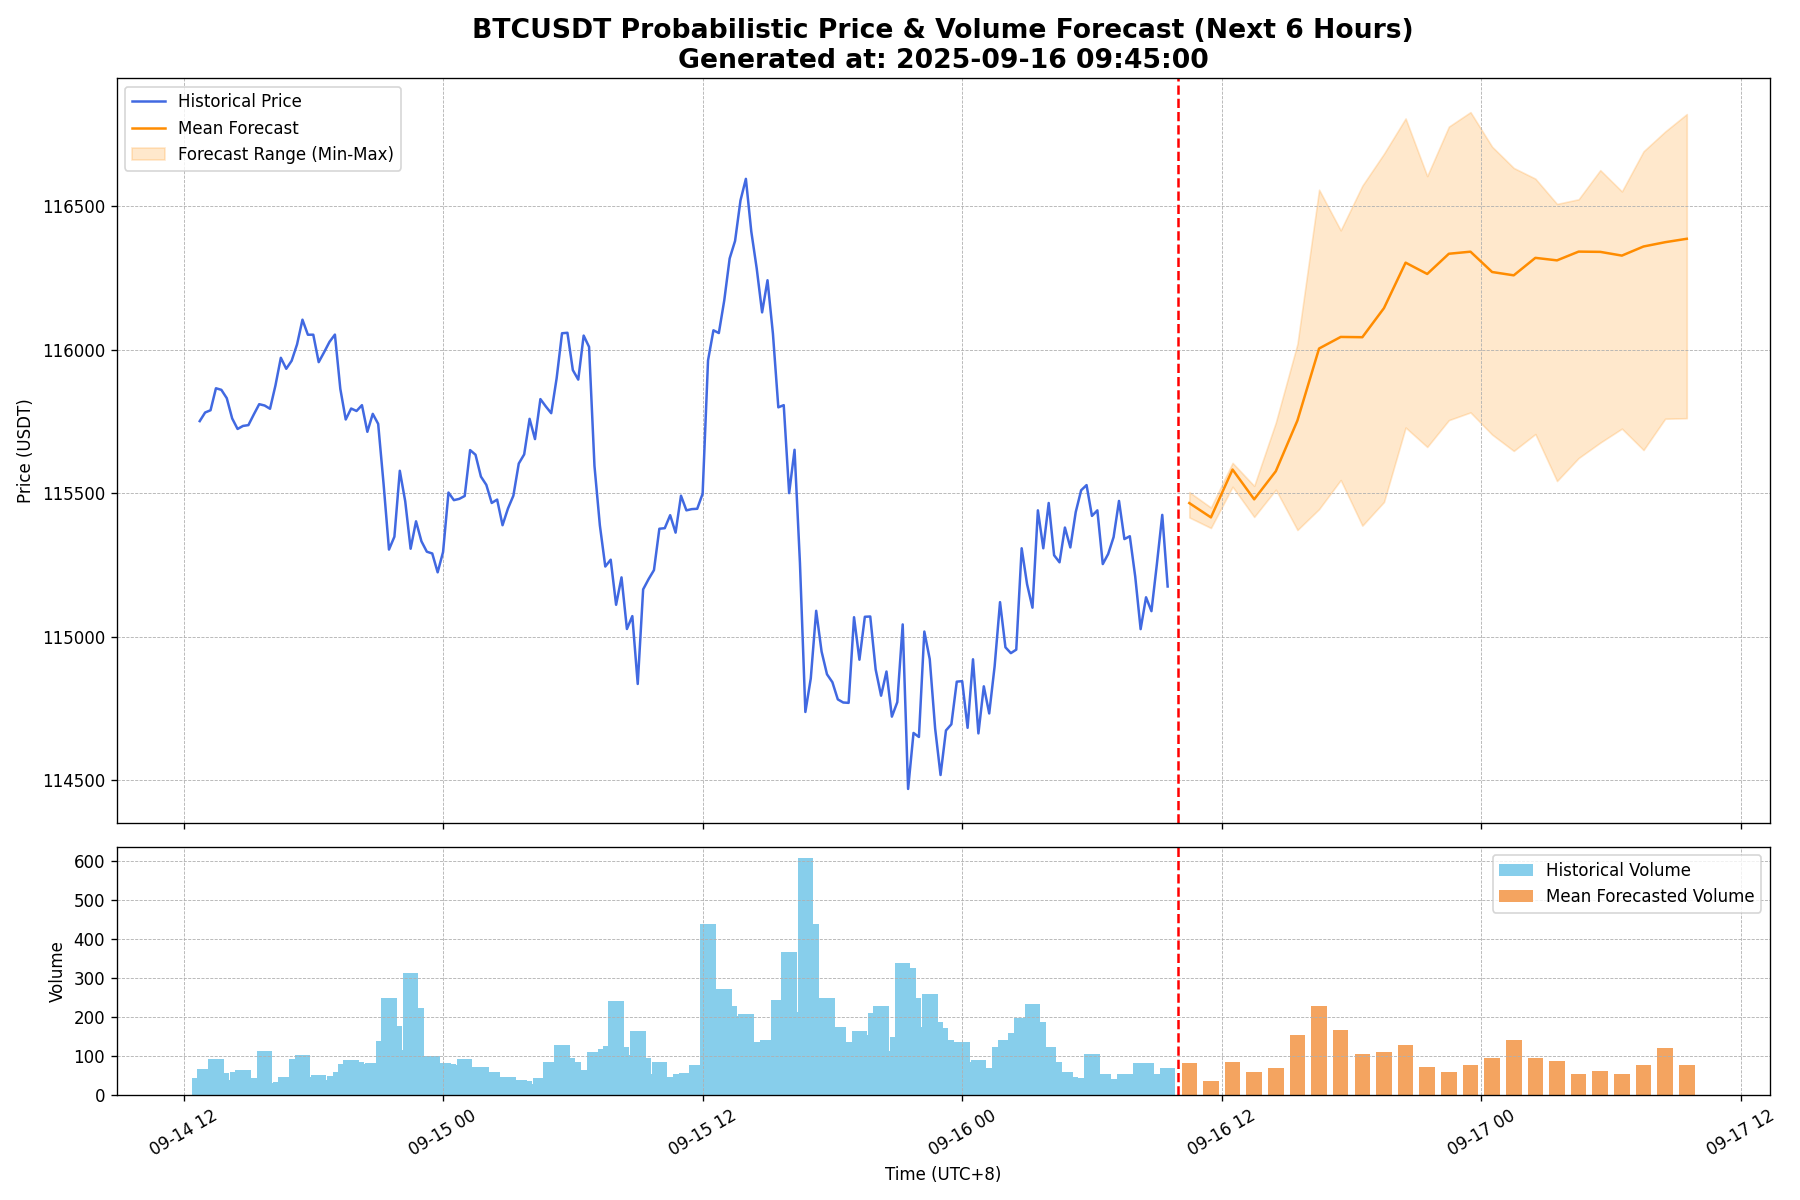 BTCUSDT Probabilistic Price & Volume Forecast (Next 6 Hours)
Generated at: 2025-09-16 09:45:00
Historical Price
Mean Forecast
Forecast Range (Min-Max)
Price (USDT)
116500
116000
115500
115000
114500
Historical Volume
Mean Forecasted Volume
Volume
600
500
400
300
200
100
0
09-14 12
09-15 00
09-15 12
09-16 00
09-16 12
09-17 00
09-17 12
Time (UTC+8)